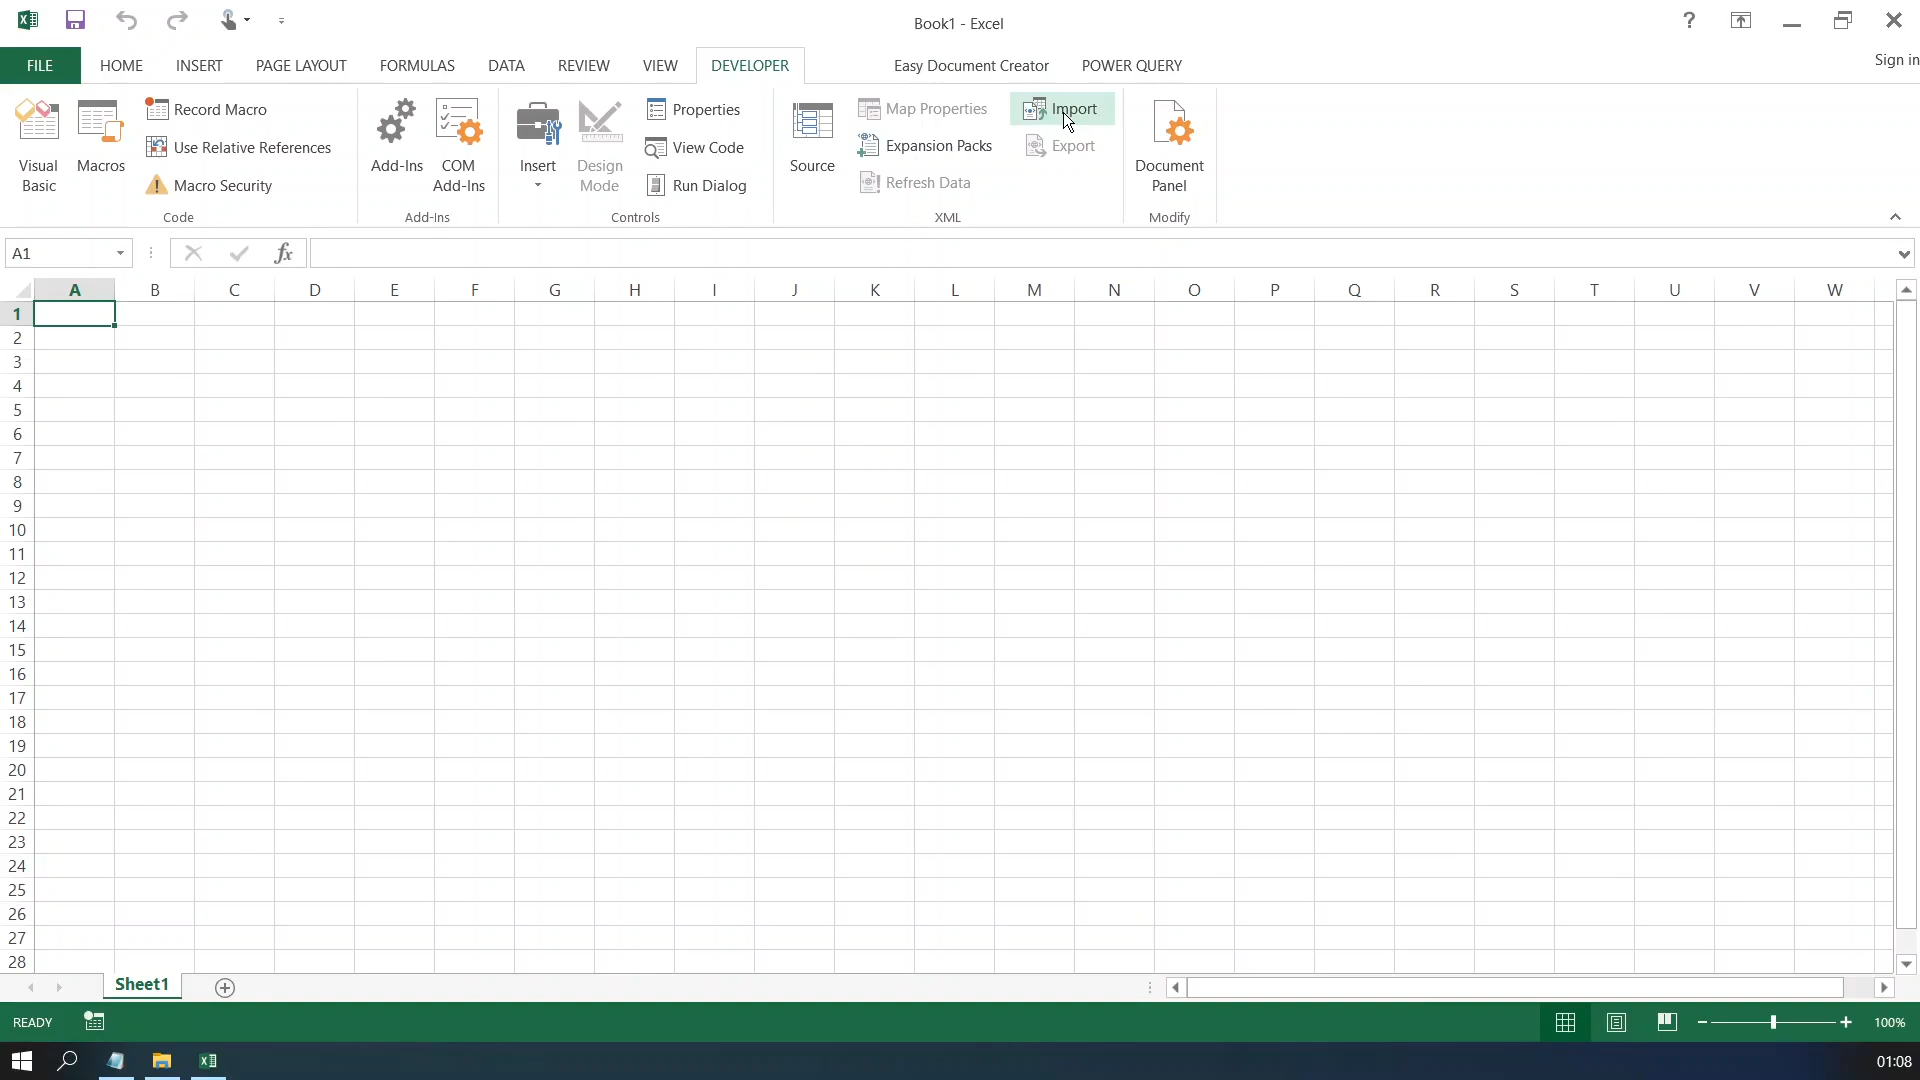 Book1 - Excel
?
FILE HOME INSERT PAGE LAYOUT FORMULAS DATA REVIEW VIEW DEVELOPER Easy Document Creator POWER QUERY Sign in
Visual Basic
Macros
Record Macro
Use Relative References
Macro Security
Code
Add-Ins
COM Add-Ins
Add-Ins
Insert
Design Mode
Properties
View Code
Run Dialog
Controls
Source
Map Properties
Expansion Packs
Refresh Data
Import
Export
XML
Document Panel
Modify
A1 fx
A B C D E F G H I J K L M N O P Q R S T U V W
1
2
3
4
5
6
7
8
9
10
11
12
13
14
15
16
17
18
19
20
21
22
23
24
25
26
27
28
Sheet1
READY 100%
01:08